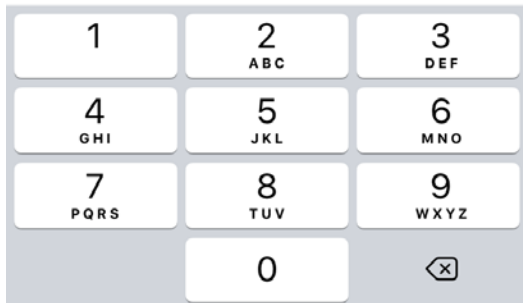 1 2 3
ABC DEF
4 5 6
GHI JKL MNO
7 8 9
PQRS TUV WXYZ
0